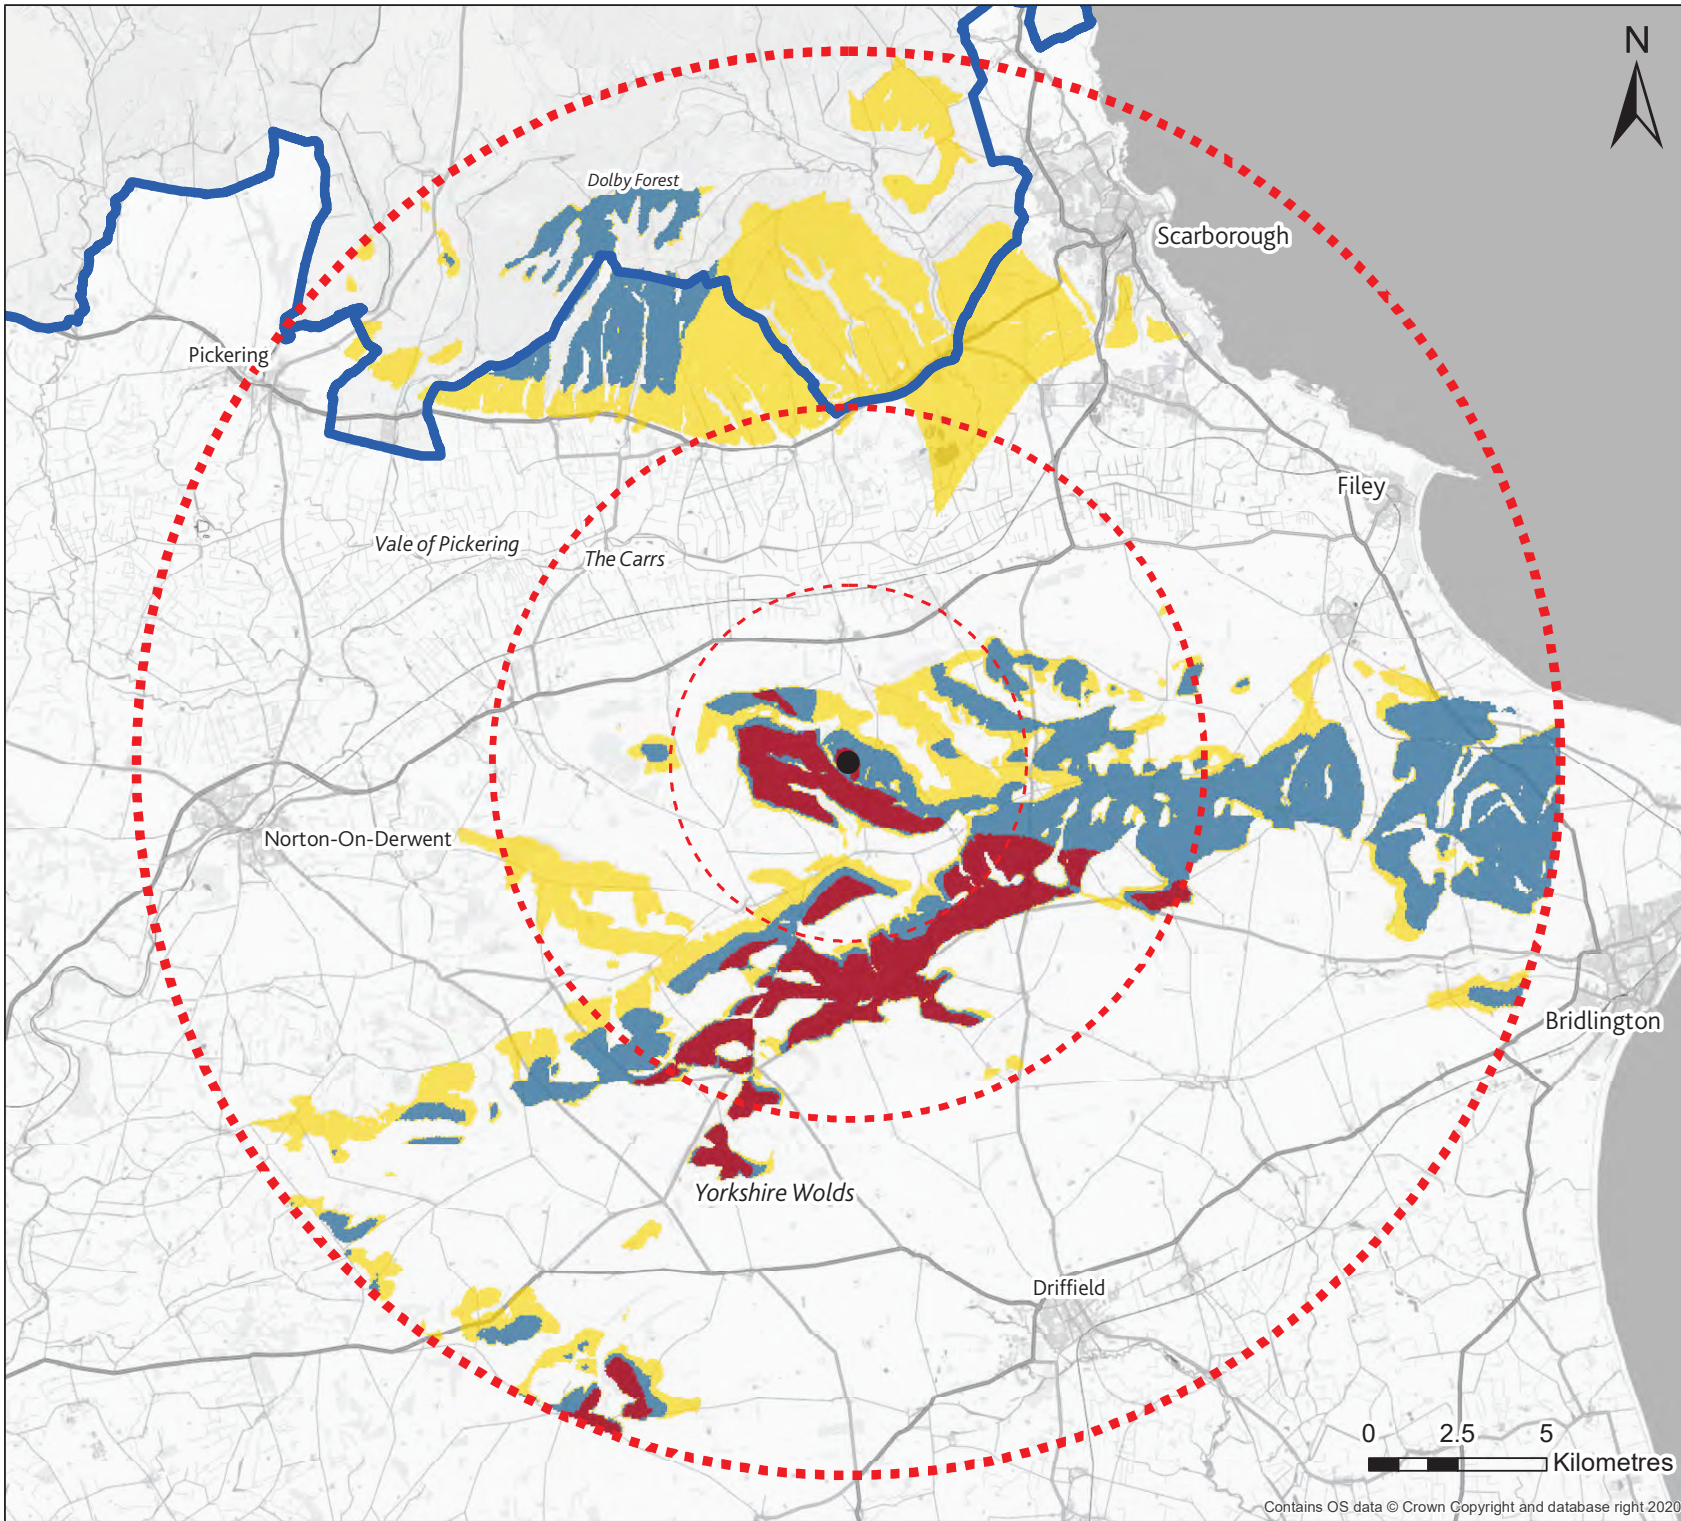 N
Dolby Forest
Scarborough
Pickering
Filey
Vale of Pickering
The Carrs
Norton-On-Derwent
Bridlington
Yorkshire Wolds
Driffield
0 2.5 5
Kilometres
Contains OS data © Crown Copyright and database right 2020